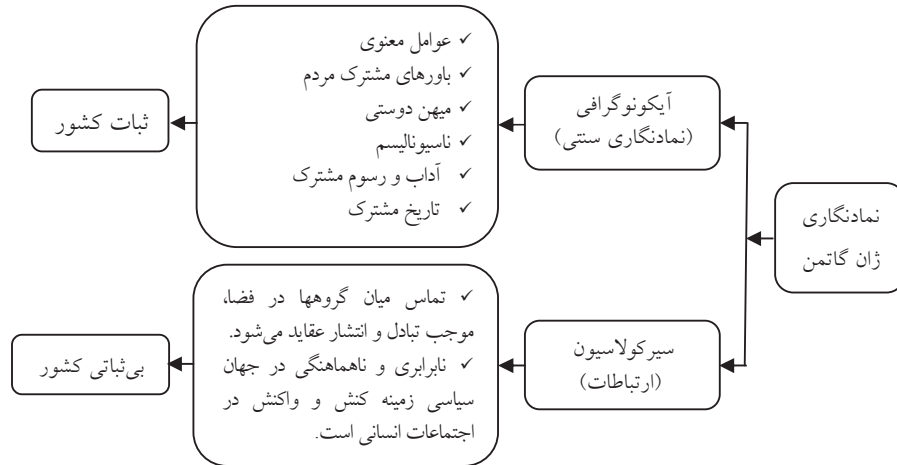 نمادنگاری
ژان گاتمن
آیکونوگرافی
(نمادنگاری سنتی)
✓ عوامل معنوی
✓ باورهای مشترک مردم
✓ میهن دوستی
✓ ناسیونالیسم
✓ آداب و رسوم مشترک
✓ تاریخ مشترک
ثبات کشور
سیرکولاسیون
(ارتباطات)
✓ تماس میان گروهها در فضا،
موجب تبادل و انتشار عقاید می‌شود.
✓ نابرابری و ناهماهنگی در جهان
سیاسی زمینه کنش و واکنش در
اجتماعات انسانی است.
بی‌ثباتی کشور